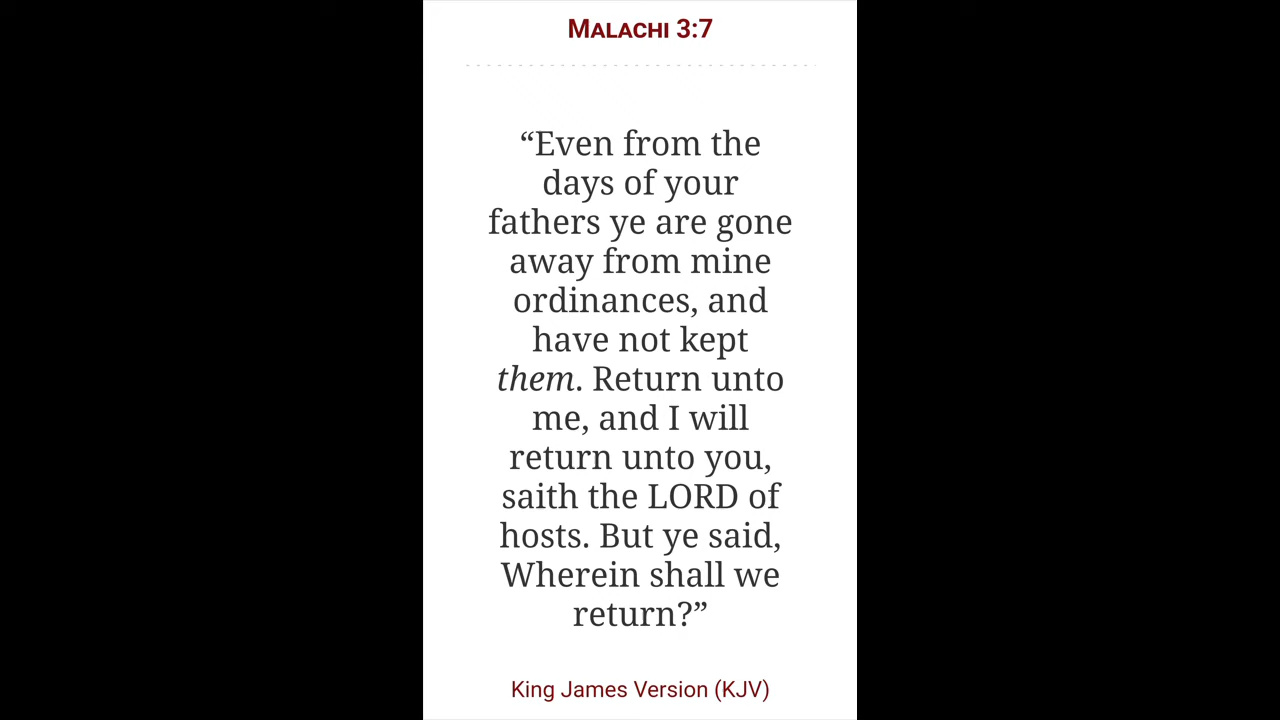 MALACHI 3:7
“Even from the
days of your
fathers ye are gone
away from mine
ordinances, and
have not kept
them. Return unto
me, and I will
return unto you,
saith the LORD of
hosts. But ye said,
Wherein shall we
return?”
King James Version (KJV)